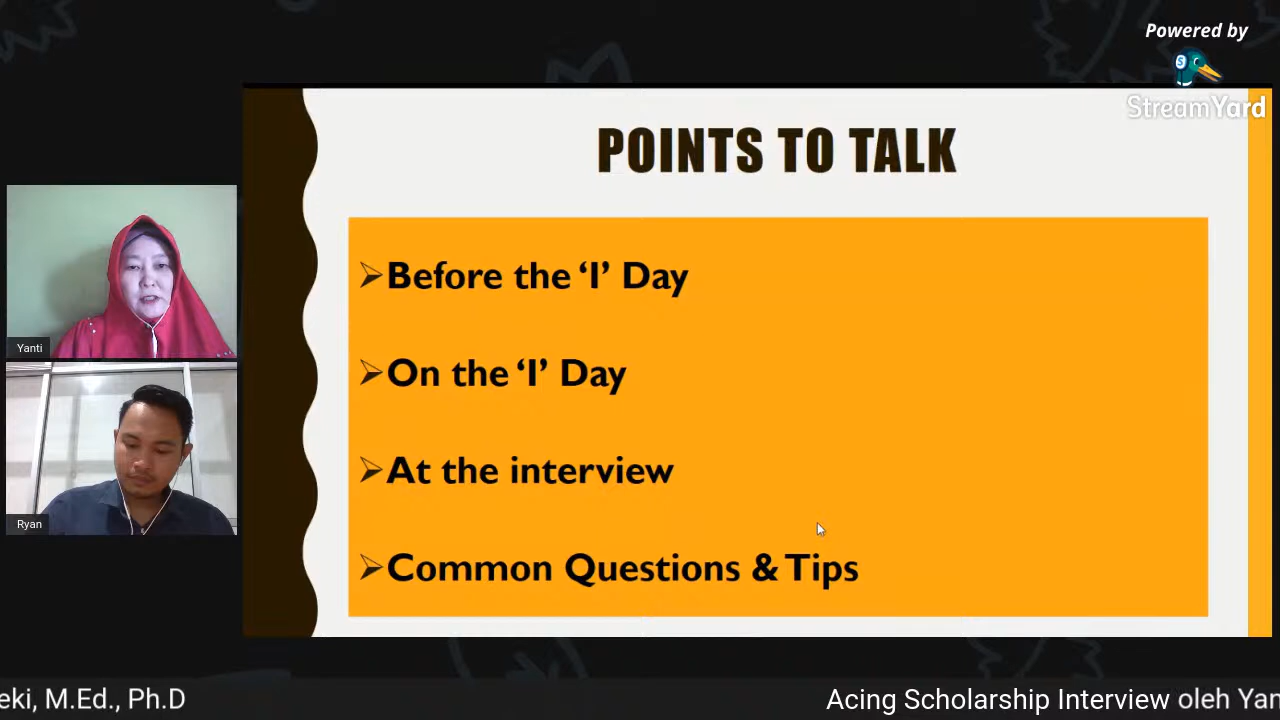 Powered by
StreamYard
POINTS TO TALK
Before the ‘I’ Day
On the ‘I’ Day
At the interview
Common Questions & Tips
Yanti
Ryan
eki, M.Ed., Ph.D
Acing Scholarship Interview oleh Yan